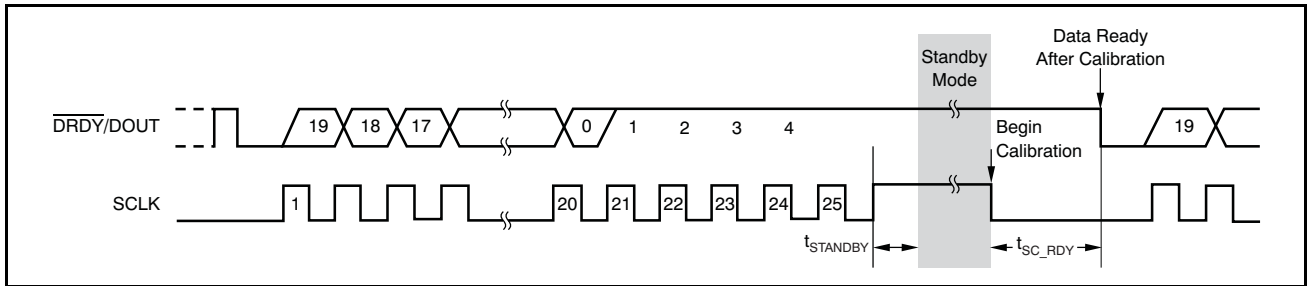 Data Ready
After Calibration
Standby
Mode
DRDY/DOUT
19 18 17 0 1 2 3 4 19
Begin
Calibration
SCLK
1 20 21 22 23 24 25
tSTANDBY
tSC_RDY